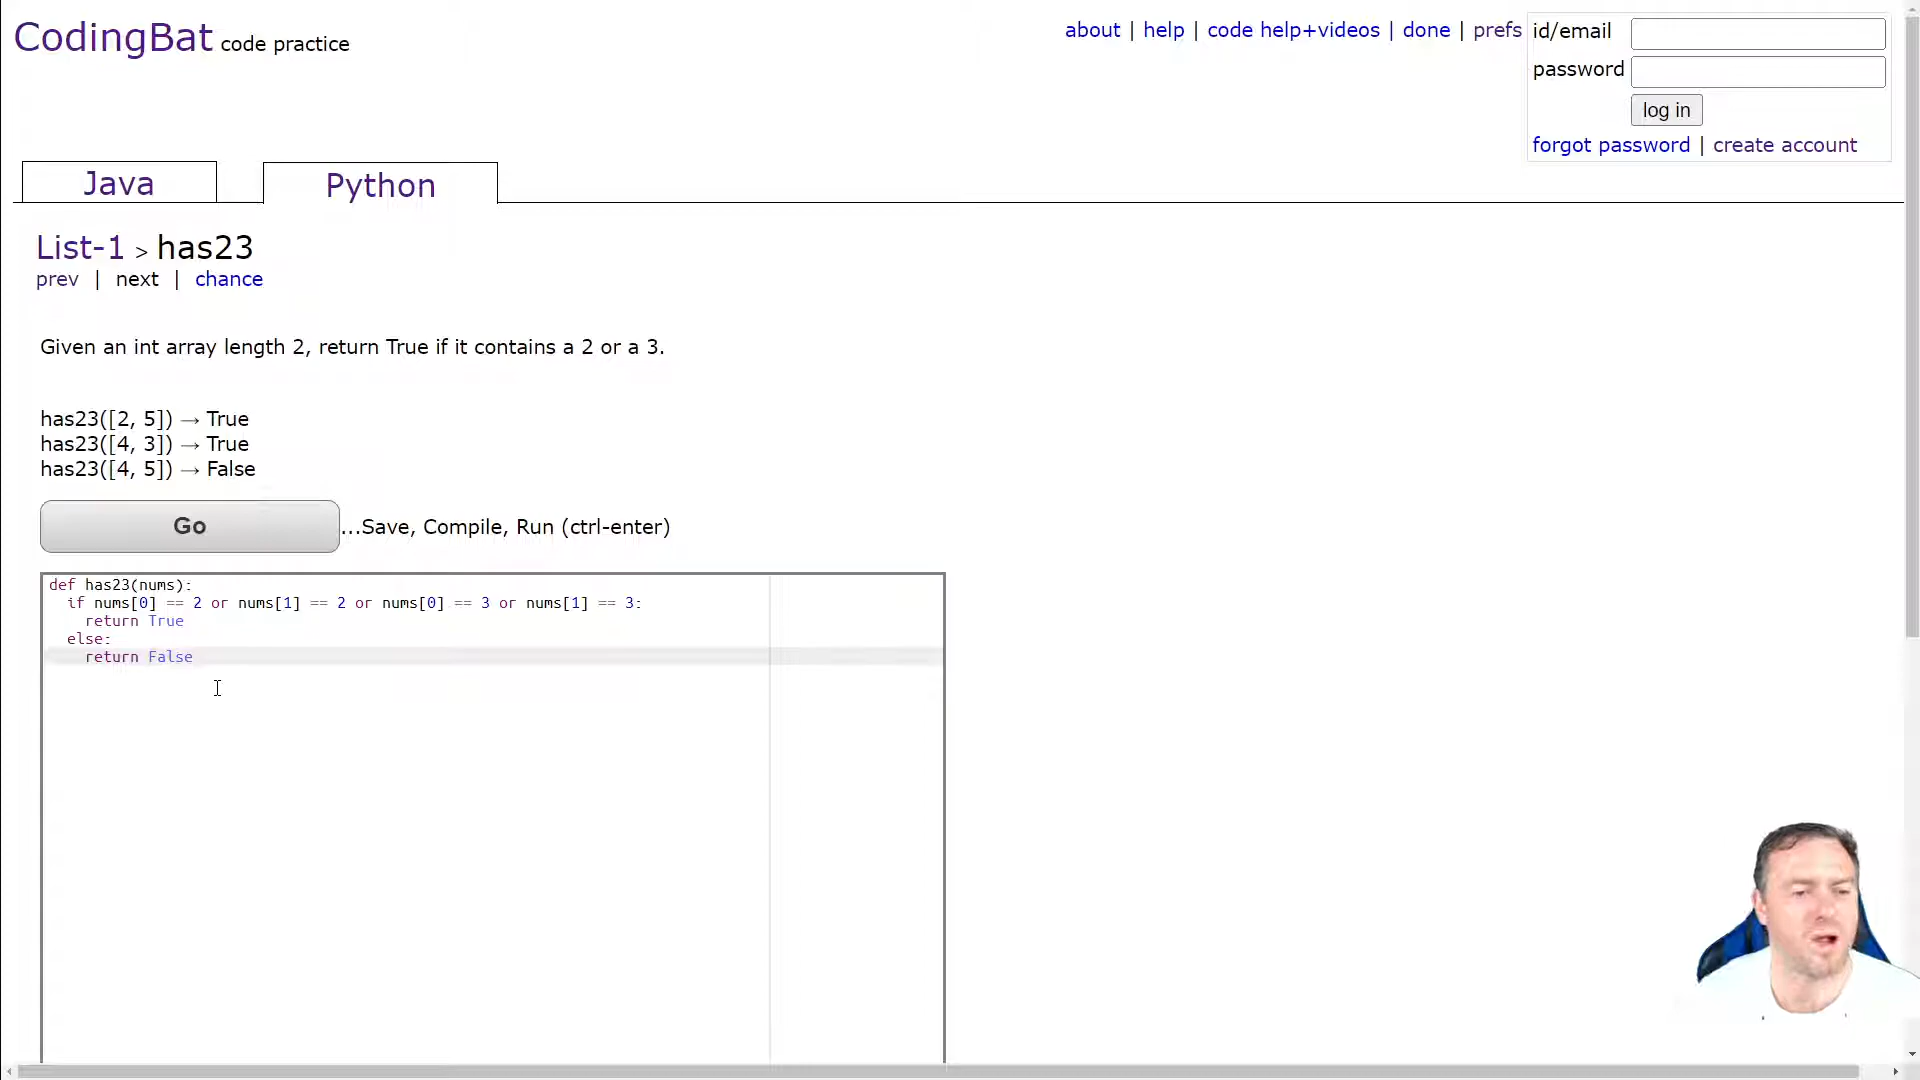 CodingBat code practice
about | help | code help+videos | done | prefs
id/email
password
log in
forgot password | create account
Java
Python
List-1 > has23
prev | next | chance
Given an int array length 2, return True if it contains a 2 or a 3.
has23([2, 5]) → True
has23([4, 3]) → True
has23([4, 5]) → False
Go
...Save, Compile, Run (ctrl-enter)
def has23(nums):
  if nums[0] == 2 or nums[1] == 2 or nums[0] == 3 or nums[1] == 3:
    return True
  else:
    return False